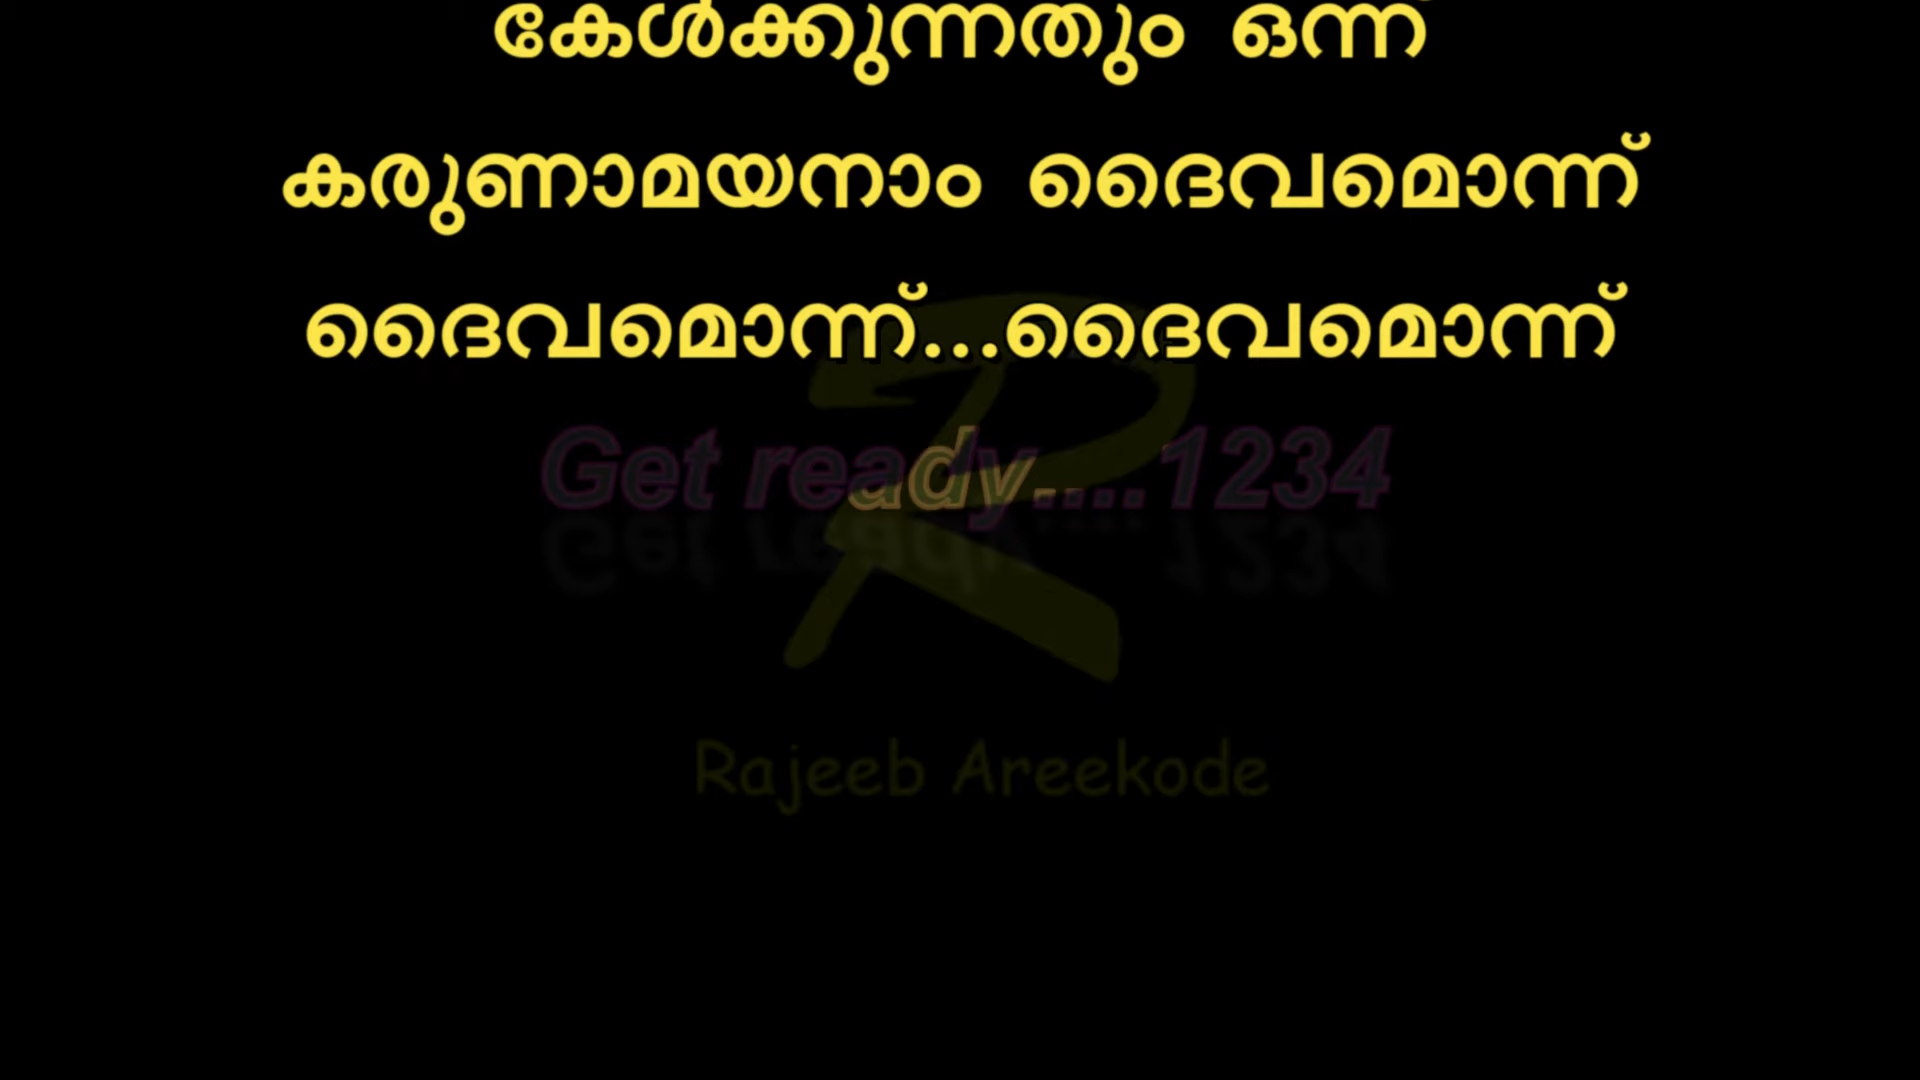 കേൾക്കുന്നതും ഒന്ന്
കരുണാമയനാം ദൈവമൊന്ന്
ദൈവമൊന്ന്...ദൈവമൊന്ന്
Get ready....1234
Rajeeb Areekode